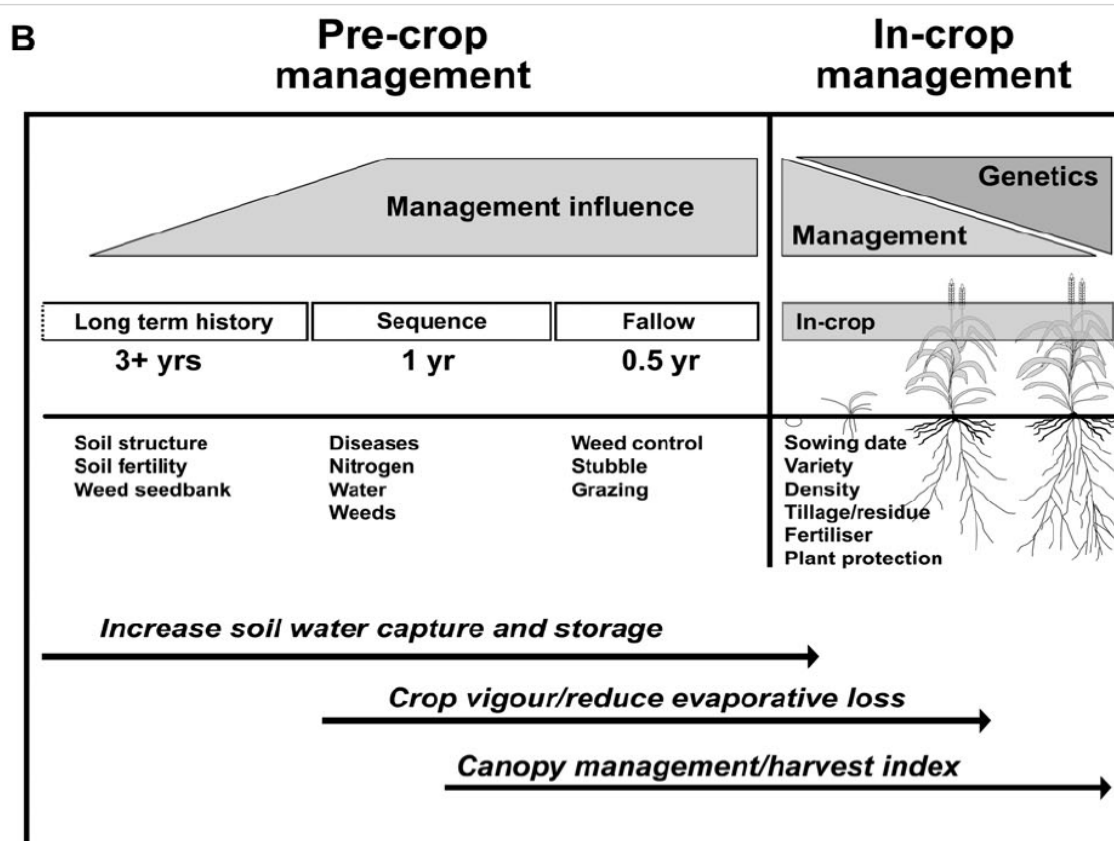 B
Pre-crop
management
In-crop
management
Management influence
Genetics
Management
Long term history
Sequence
Fallow
In-crop
3+ yrs
1 yr
0.5 yr
Soil structure
Soil fertility
Weed seedbank
Diseases
Nitrogen
Water
Weeds
Weed control
Stubble
Grazing
Sowing date
Variety
Density
Tillage/residue
Fertiliser
Plant protection
Increase soil water capture and storage
Crop vigour/reduce evaporative loss
Canopy management/harvest index